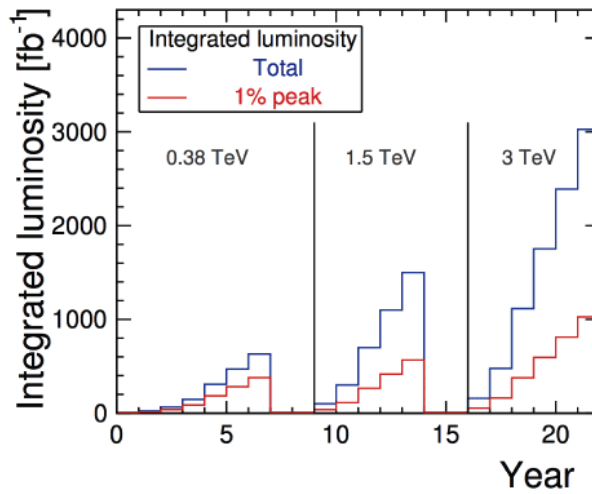 Integrated luminosity [fb⁻¹]
4000
3000
2000
1000
0
Integrated luminosity
Total
1% peak
0.38 TeV
1.5 TeV
3 TeV
0 5 10 15 20
Year